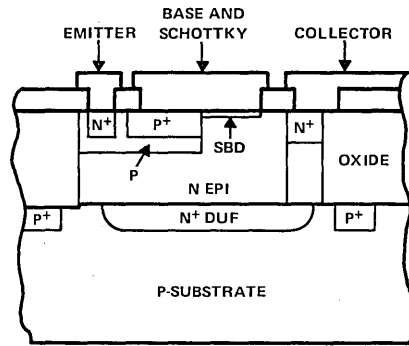 BASE AND
EMITTER SCHOTTKY COLLECTOR
N+ P+ N+
P SBD OXIDE
N EPI
P+ N+ DUF P+
P-SUBSTRATE